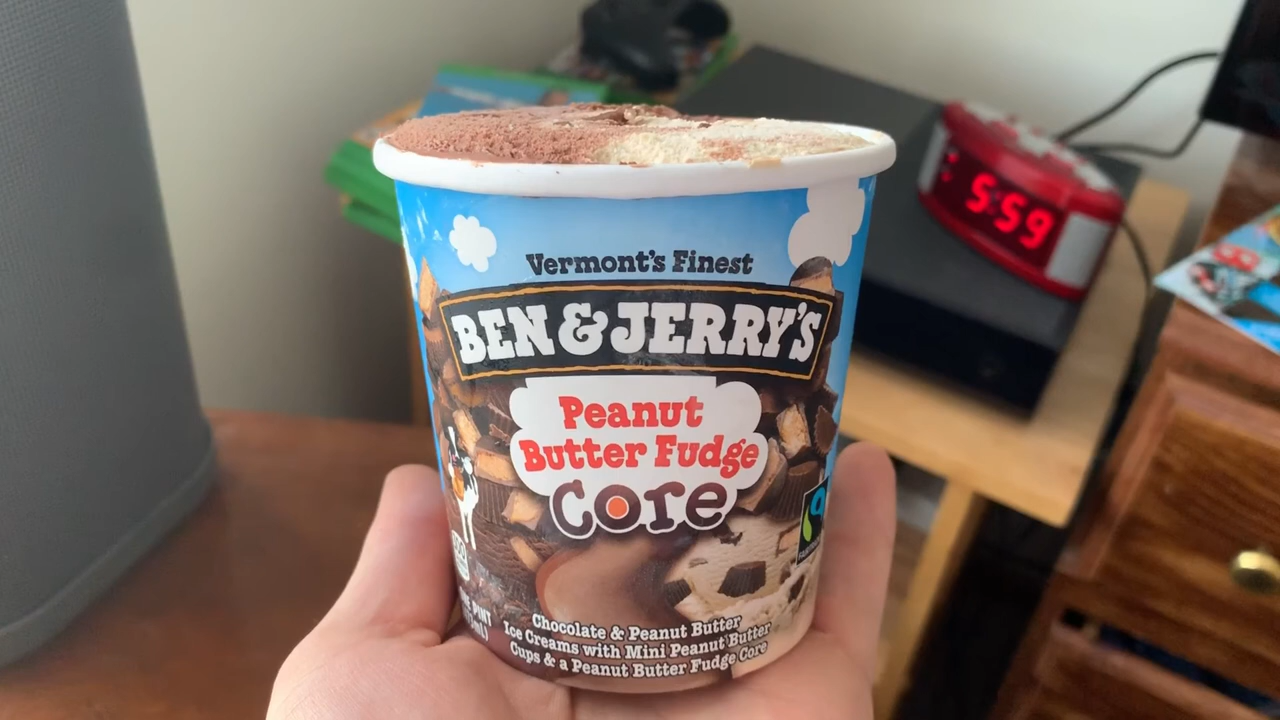 5:59
Vermont's Finest
BEN & JERRY'S
Peanut
Butter Fudge
Core
PINT
Chocolate & Peanut Butter
Ice Creams with Mini Peanut Butter
Cups & a Peanut Butter Fudge Core